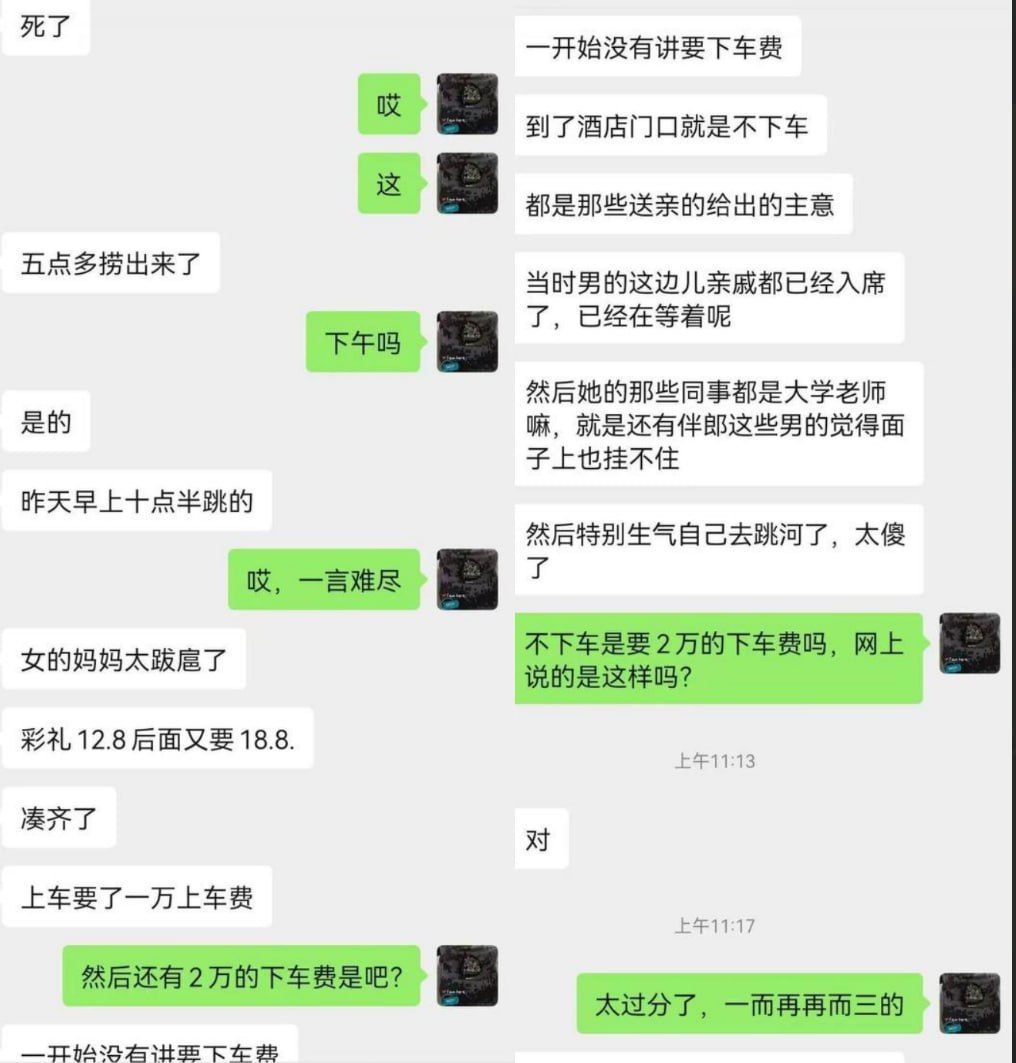 死了
哎
这
五点多捞出来了
下午吗
是的
昨天早上十点半跳的
哎，一言难尽
女的妈妈太跋扈了
彩礼12.8后面又要18.8.
凑齐了
上车要了一万上车费
然后还有2万的下车费是吧?
一开始没有讲要下车费
一开始没有讲要下车费
到了酒店门口就是不下车
都是那些送亲的给出的主意
当时男的这边儿亲戚都已经入席
了，已经在等着呢
然后她的那些同事都是大学老师
嘛，就是还有伴郎这些男的觉得面
子上也挂不住
然后特别生气自己去跳河了，太傻
了
不下车是要2万的下车费吗，网上
说的是这样吗?
上午11:13
对
上午11:17
太过分了，一而再再而三的